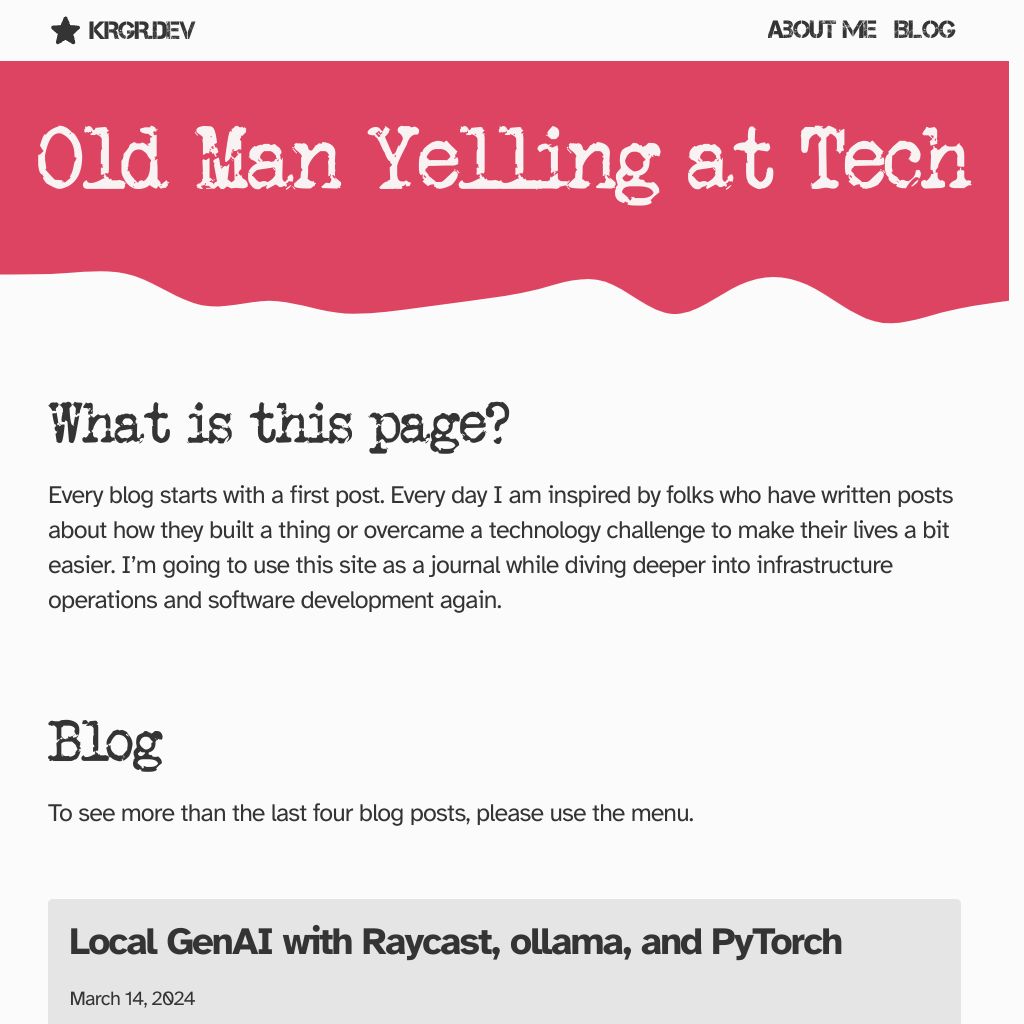 KRGR.DEV
ABOUT ME BLOG
Old Man Yelling at Tech
What is this page?
Every blog starts with a first post. Every day I am inspired by folks who have written posts
about how they built a thing or overcame a technology challenge to make their lives a bit
easier. I’m going to use this site as a journal while diving deeper into infrastructure
operations and software development again.
Blog
To see more than the last four blog posts, please use the menu.
Local GenAI with Raycast, ollama, and PyTorch
March 14, 2024